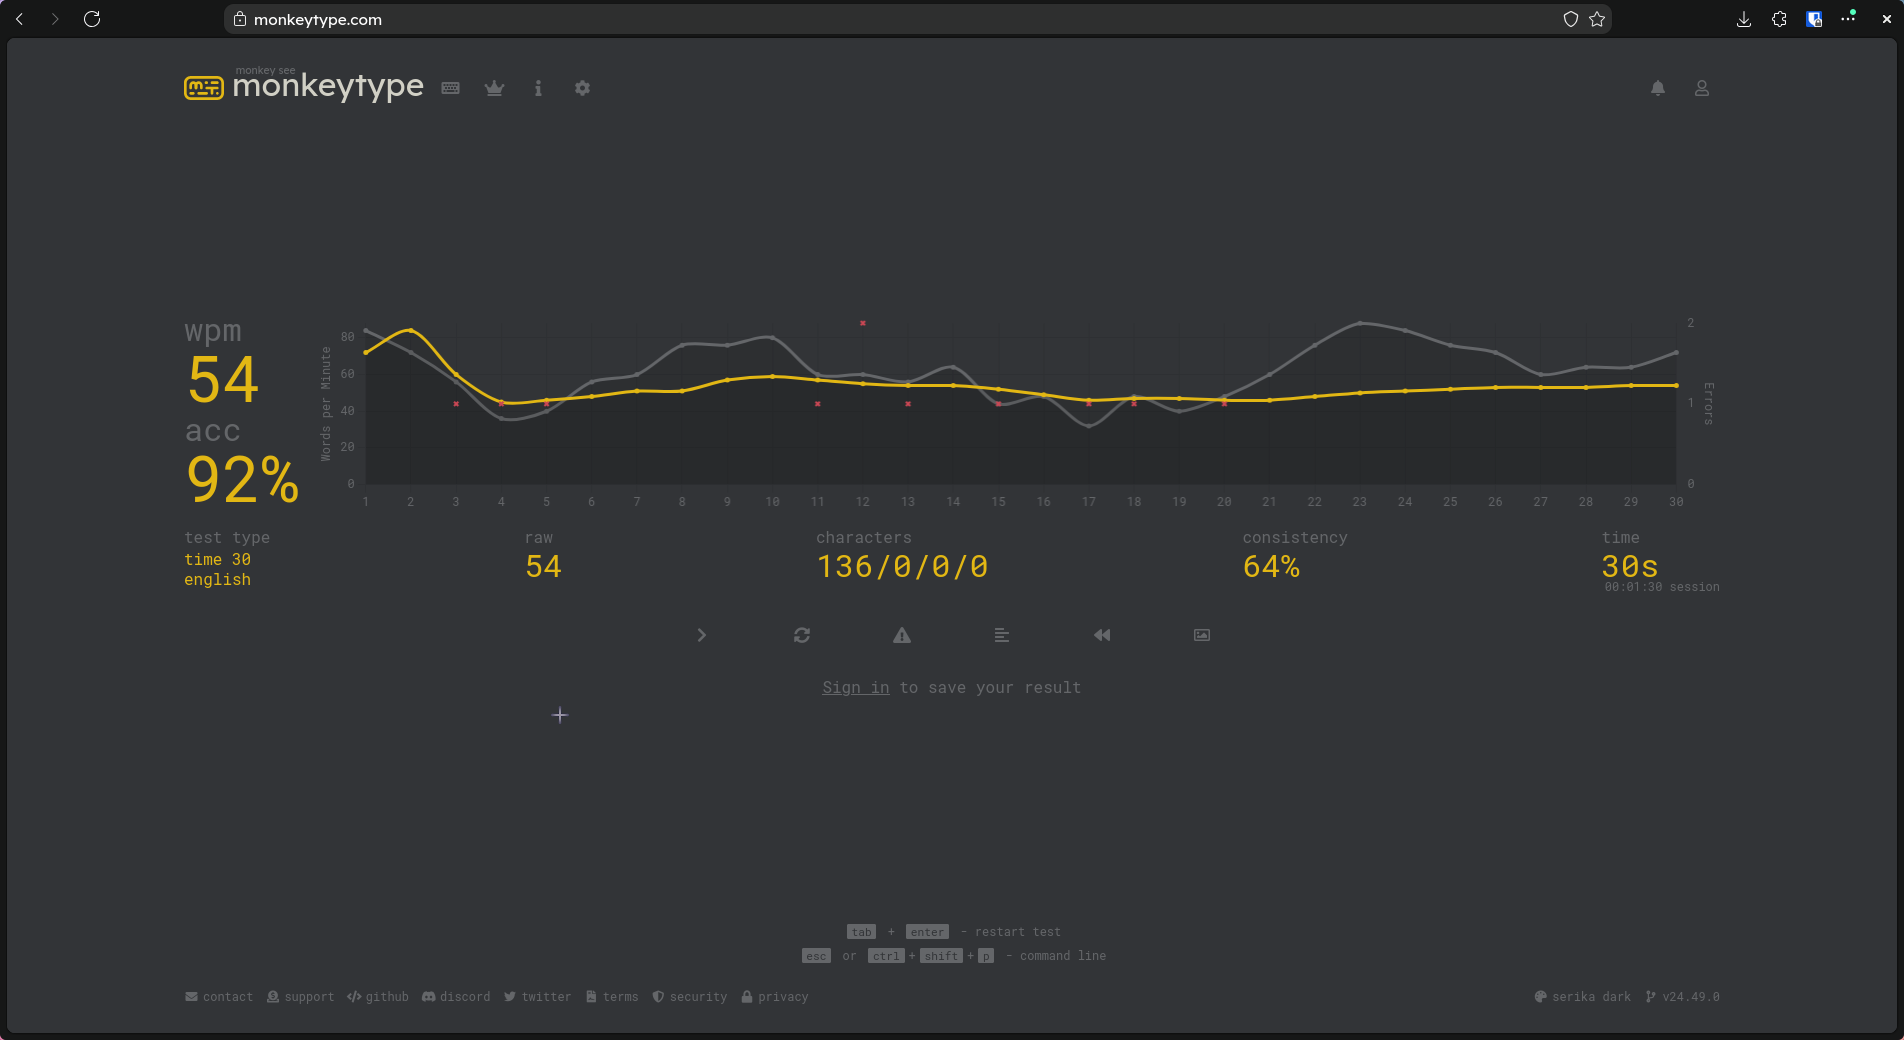 monkeytype.com
monkey see
monkeytype
wpm
54
acc
92%
Words per Minute
80
60
40
20
0
2
1
0
Errors
1 2 3 4 5 6 7 8 9 10 11 12 13 14 15 16 17 18 19 20 21 22 23 24 25 26 27 28 29 30
test type
time 30
english
raw
54
characters
136/0/0/0
consistency
64%
time
30s
00:01:30 session
Sign in to save your result
tab + enter - restart test
esc or ctrl + shift + p - command line
contact support github discord twitter terms security privacy serika dark v24.49.0